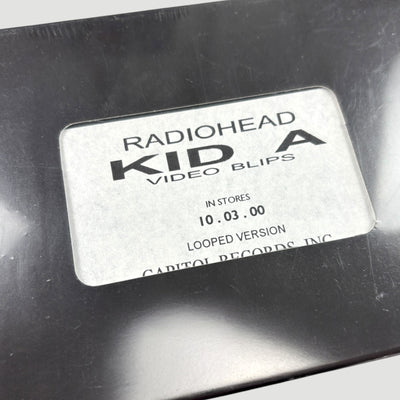 RADIOHEAD
KID A
VIDEO BLIPS
IN STORES
10.03.00
LOOPED VERSION
CAPITOL RECORDS, INC.